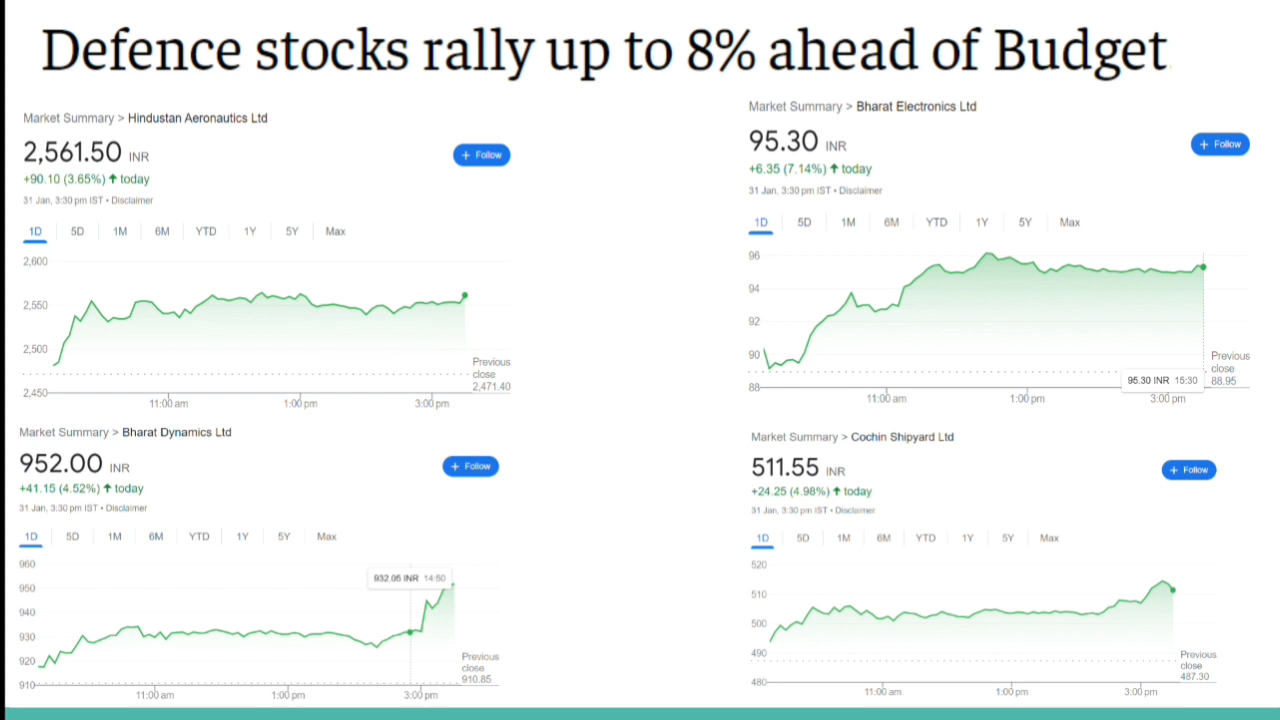 Defence stocks rally up to 8% ahead of Budget
Market Summary > Hindustan Aeronautics Ltd
2,561.50 INR
+ Follow
+90.10 (3.65%) ↑ today
31 Jan, 3:30 pm IST • Disclaimer
1D 5D 1M 6M YTD 1Y 5Y Max
2,600
2,550
2,500
2,450
Previous
close
2,471.40
11:00 am 1:00 pm 3:00 pm
Market Summary > Bharat Electronics Ltd
95.30 INR
+ Follow
+6.35 (7.14%) ↑ today
31 Jan, 3:30 pm IST • Disclaimer
1D 5D 1M 6M YTD 1Y 5Y Max
96
94
92
90
88
Previous
close
88.95
95.30 INR 15:30
11:00 am 1:00 pm 3:00 pm
Market Summary > Bharat Dynamics Ltd
952.00 INR
+ Follow
+41.15 (4.52%) ↑ today
31 Jan, 3:30 pm IST • Disclaimer
1D 5D 1M 6M YTD 1Y 5Y Max
960
950
940
930
920
910
932.05 INR 14:50
Previous
close
910.85
11:00 am 1:00 pm 3:00 pm
Market Summary > Cochin Shipyard Ltd
511.55 INR
+ Follow
+24.25 (4.98%) ↑ today
31 Jan, 3:30 pm IST • Disclaimer
1D 5D 1M 6M YTD 1Y 5Y Max
520
510
500
490
480
Previous
close
487.30
11:00 am 1:00 pm 3:00 pm